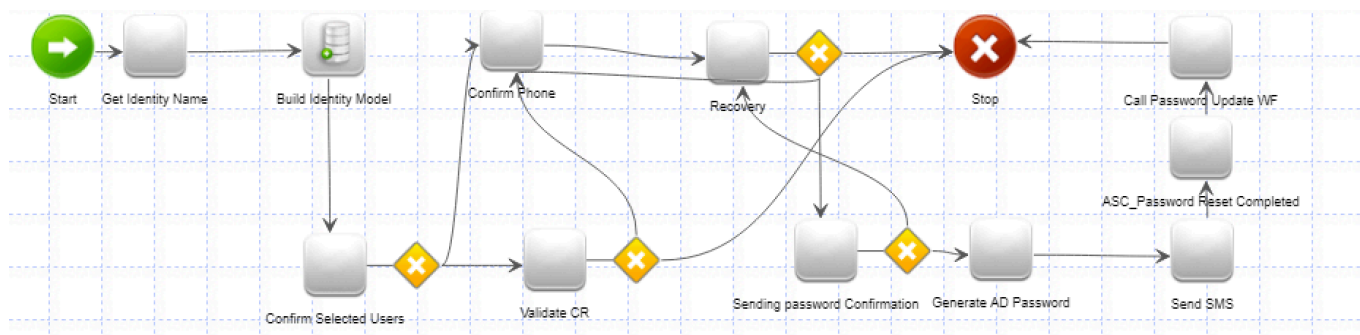 Start
Get Identity Name
Build Identity Model
Confirm Phone
Recovery
Stop
Call Password Update WF
ASC_Password Reset Completed
Confirm Selected Users
Validate CR
Sending password Confirmation
Generate AD Password
Send SMS